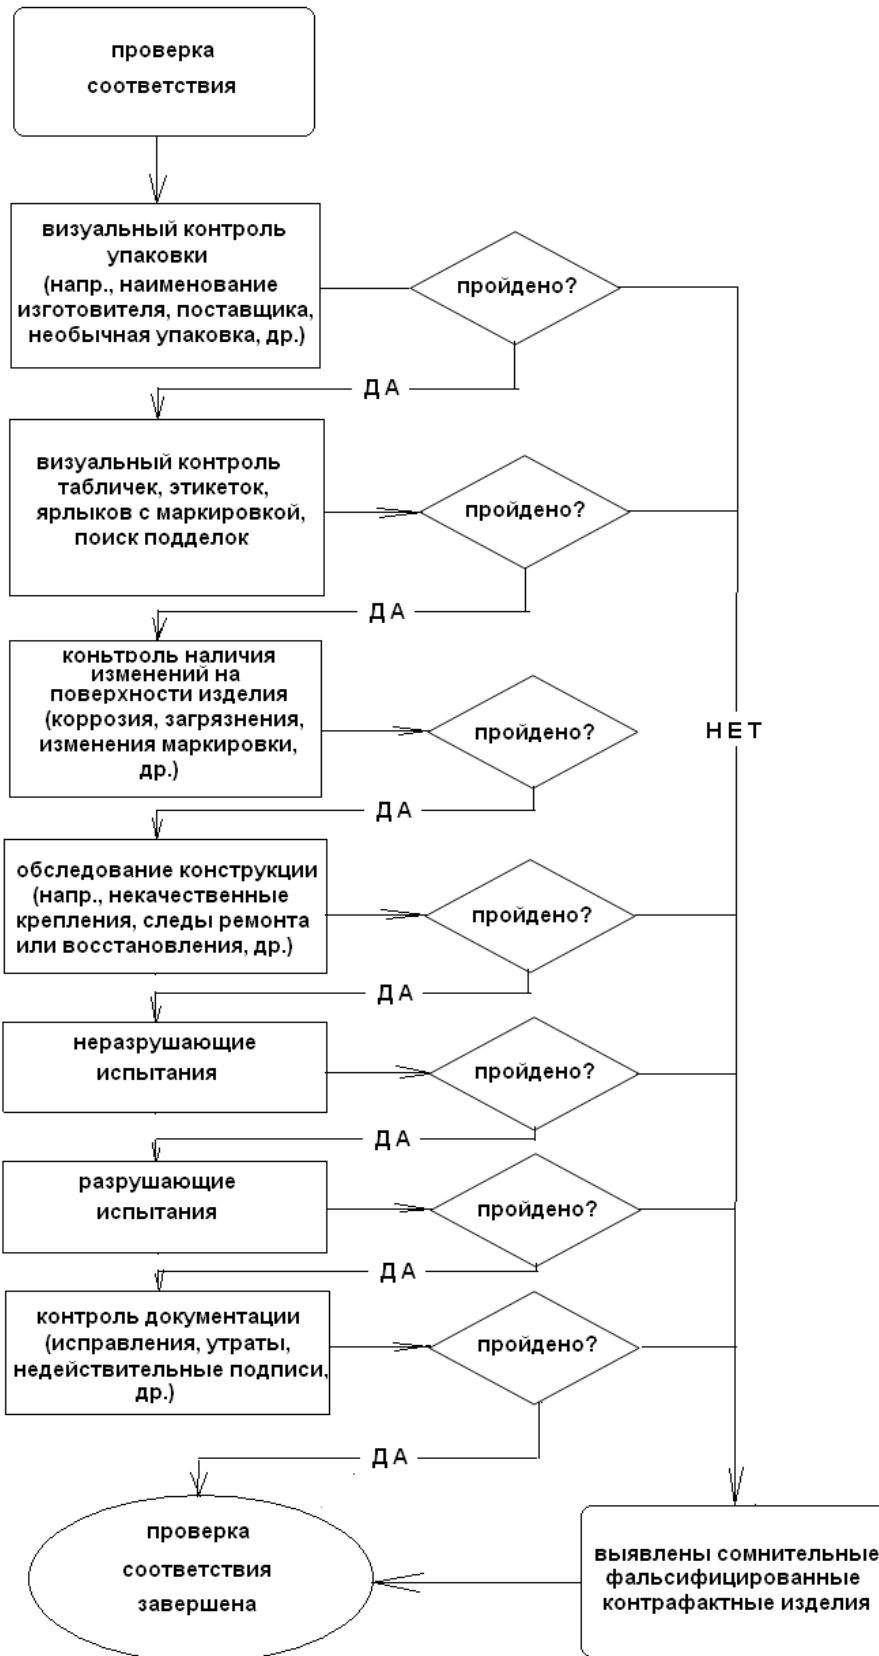 проверка
соответствия
визуальный контроль
упаковки
(напр., наименование
изготовителя, поставщика,
необычная упаковка, др.)
пройдено?
ДА
визуальный контроль
табличек, этикеток,
ярлыков с маркировкой,
поиск подделок
пройдено?
ДА
коньтроль наличия
изменений на
поверхности изделия
(коррозия, загрязнения,
изменения маркировки,
др.)
пройдено?
НЕТ
ДА
обследование конструкции
(напр., некачественные
крепления, следы ремонта
или восстановления, др.)
пройдено?
ДА
неразрушающие
испытания
пройдено?
ДА
разрушающие
испытания
пройдено?
ДА
контроль документации
(исправления, утраты,
недействительные подписи,
др.)
пройдено?
ДА
проверка
соответствия
завершена
выявлены сомнительные
фальсифицированные
контрафактные изделия